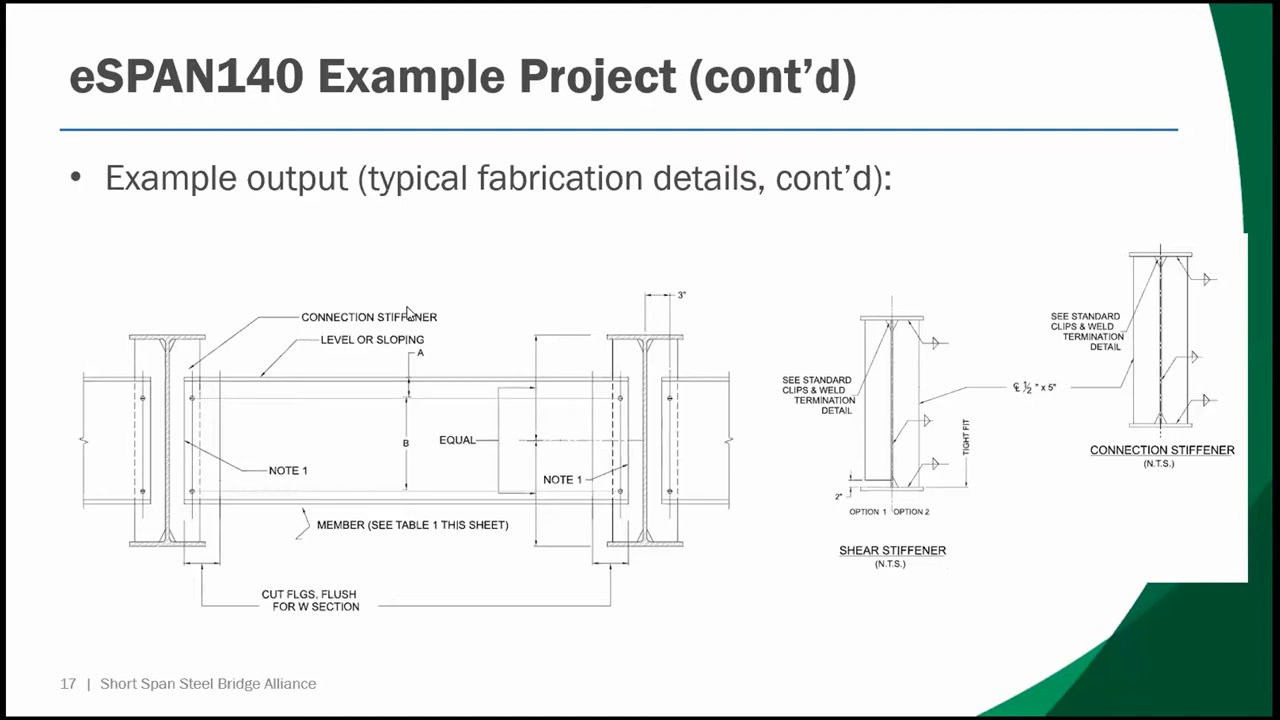 eSPAN140 Example Project (cont'd)
• Example output (typical fabrication details, cont'd):
3"
CONNECTION STIFFENER
LEVEL OR SLOPING
A
B
EQUAL
NOTE 1
NOTE 1
MEMBER (SEE TABLE 1 THIS SHEET)
CUT FLGS. FLUSH
FOR W SECTION
SEE STANDARD
CLIPS & WELD
TERMINATION
DETAIL
2"
OPTION 1
OPTION 2
TIGHT FIT
SHEAR STIFFENER
(N.T.S.)
℄ ½ " x 5"
SEE STANDARD
CLIPS & WELD
TERMINATION
DETAIL
CONNECTION STIFFENER
(N.T.S.)
17 | Short Span Steel Bridge Alliance